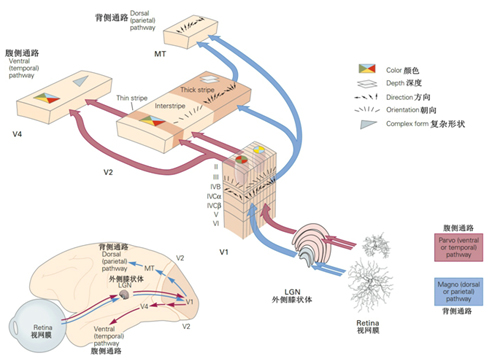 背侧通路
Dorsal
(parietal)
pathway
MT
腹侧通路
Ventral
(temporal)
pathway
V4
Thick stripe
Thin stripe
Interstripe
V2
Color 颜色
Depth 深度
Direction 方向
Orientation 朝向
Complex form 复杂形状
II
III
IVB
IVCα
IVCβ
V
VI
V1
LGN
外侧膝状体
Retina
视网膜
腹侧通路
Parvo (ventral
or temporal)
pathway
Magno (dorsal
or parietal)
pathway
背侧通路
背侧通路
Dorsal
(parietal)
pathway
外侧膝状体
LGN
MT
V2
V1
V4
V2
Retina
视网膜
Ventral
(temporal)
pathway
腹侧通路